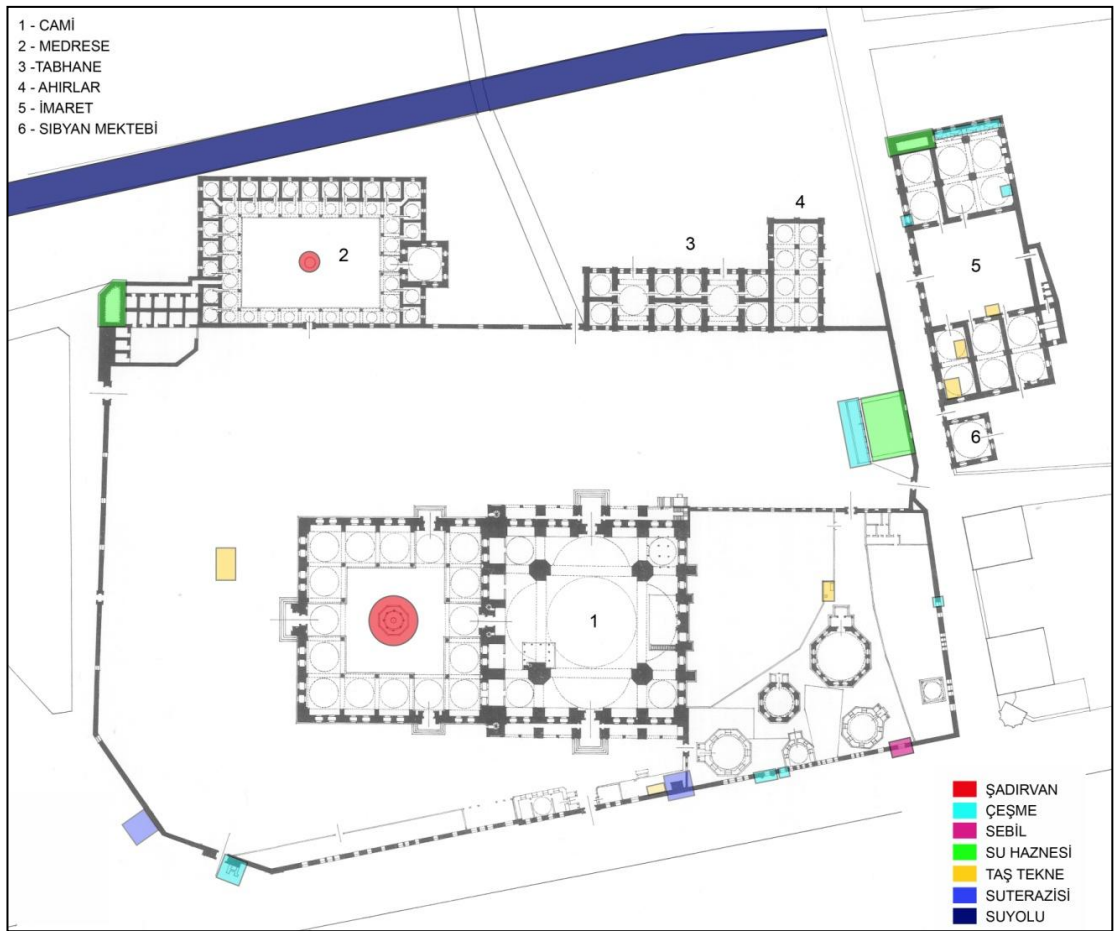 1 - CAMİ
2 - MEDRESE
3 -TABHANE
4 - AHIRLAR
5 - İMARET
6 - SIBYAN MEKTEBİ
4
3
2
5
6
1
ŞADIRVAN
ÇEŞME
SEBİL
SU HAZNESİ
TAŞ TEKNE
SUTERAZİSİ
SUYOLU